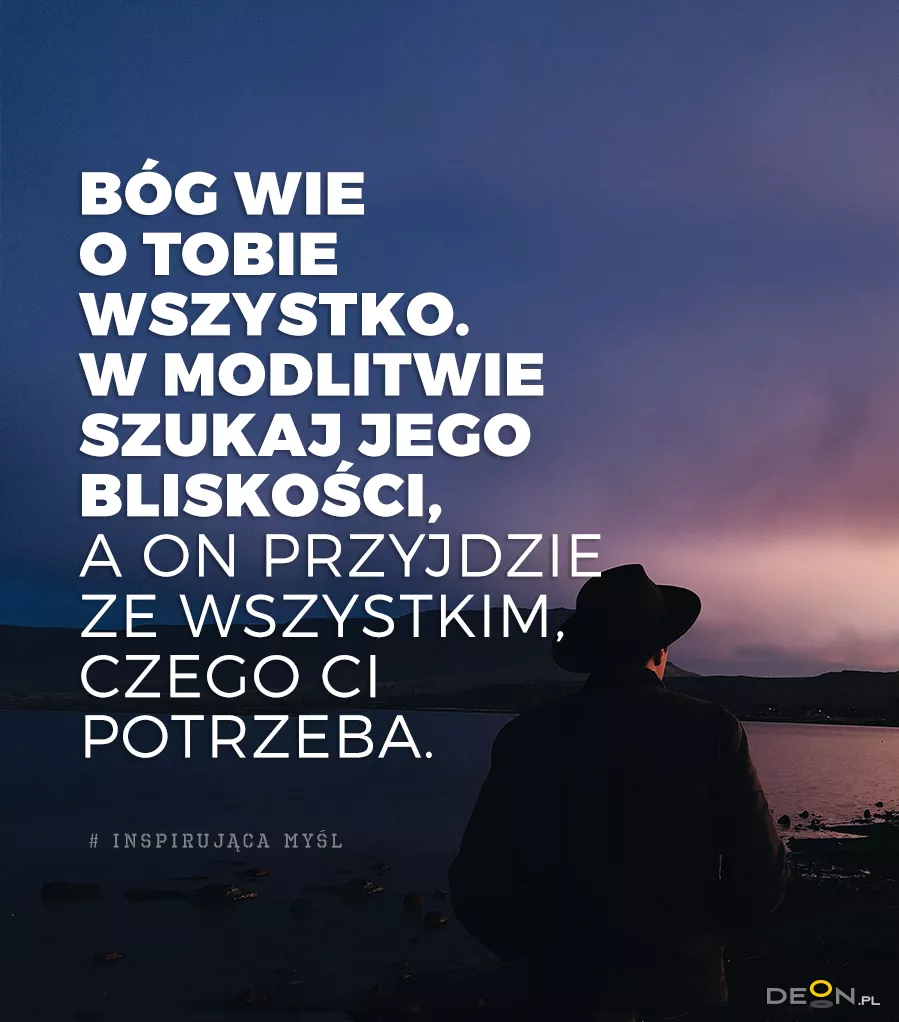 BÓG WIE
O TOBIE
WSZYSTKO.
W MODLITWIE
SZUKAJ JEGO
BLISKOŚCI,
A ON PRZYJDZIE
ZE WSZYSTKIM,
CZEGO CI
POTRZEBA.
# INSPIRUJĄCA MYŚL
DEON.PL